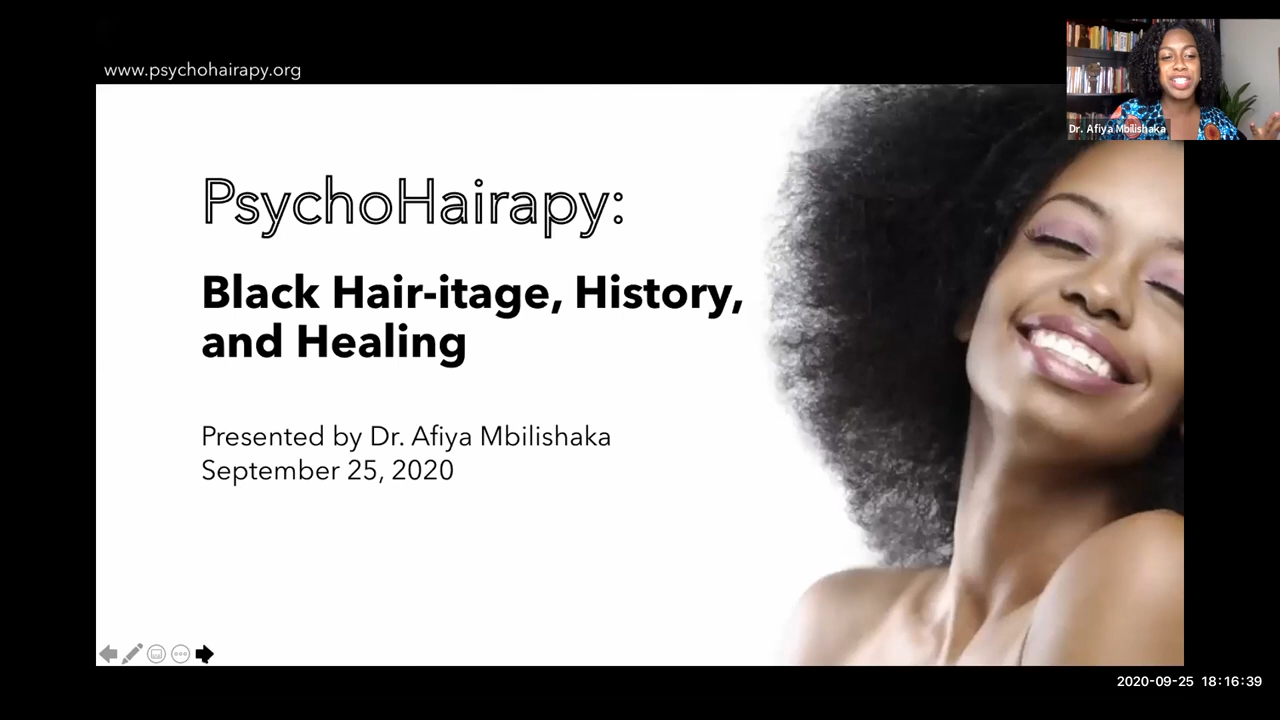 www.psychohairapy.org
Dr. Afiya Mbilishaka
PsychoHairapy:
Black Hair-itage, History,
and Healing
Presented by Dr. Afiya Mbilishaka
September 25, 2020
2020-09-25 18:16:39